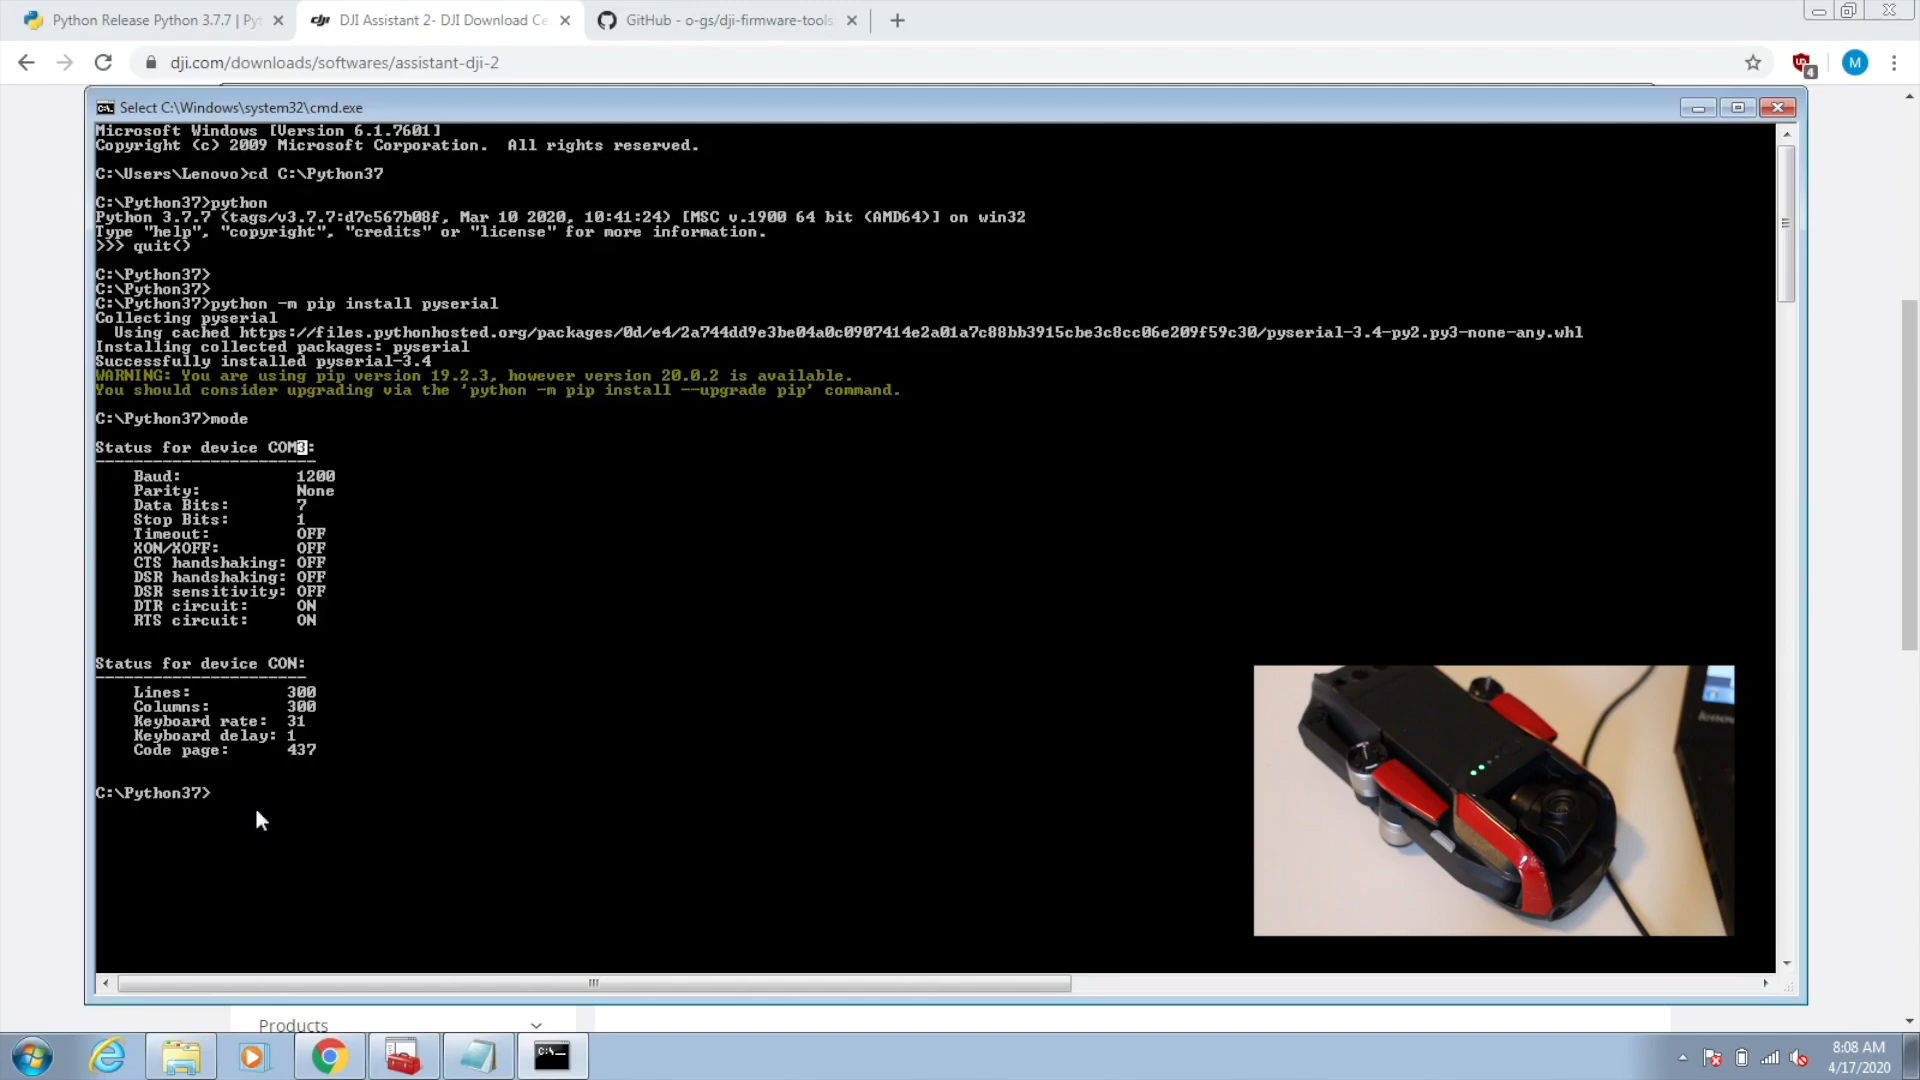 Python Release Python 3.7.7 | Pyt
DJI Assistant 2- DJI Download Ce
GitHub - o-gs/dji-firmware-tools
dji.com/downloads/softwares/assistant-dji-2
4
M
Select C:\Windows\system32\cmd.exe
Microsoft Windows [Version 6.1.7601]
Copyright (c) 2009 Microsoft Corporation.  All rights reserved.
C:\Users\Lenovo>cd C:\Python37
C:\Python37>python
Python 3.7.7 (tags/v3.7.7:d7c567b08f, Mar 10 2020, 10:41:24) [MSC v.1900 64 bit (AMD64)] on win32
Type "help", "copyright", "credits" or "license" for more information.
>>> quit()
C:\Python37>
C:\Python37>
C:\Python37>python -m pip install pyserial
Collecting pyserial
Using cached https://files.pythonhosted.org/packages/0d/e4/2a744dd9e3be04a0c0907414e2a01a7c88bb3915cbe3c8cc06e209f59c30/pyserial-3.4-py2.py3-none-any.whl
Installing collected packages: pyserial
Successfully installed pyserial-3.4
WARNING: You are using pip version 19.2.3, however version 20.0.2 is available.
You should consider upgrading via the 'python -m pip install --upgrade pip' command.
C:\Python37>mode
Status for device COM3:
-----------------------
Baud: 1200
Parity: None
Data Bits: 7
Stop Bits: 1
Timeout: OFF
XON/XOFF: OFF
CTS handshaking: OFF
DSR handshaking: OFF
DSR sensitivity: OFF
DTR circuit: ON
RTS circuit: ON
Status for device CON:
----------------------
Lines: 300
Columns: 300
Keyboard rate: 31
Keyboard delay: 1
Code page: 437
C:\Python37>
Products
8:08 AM
4/17/2020